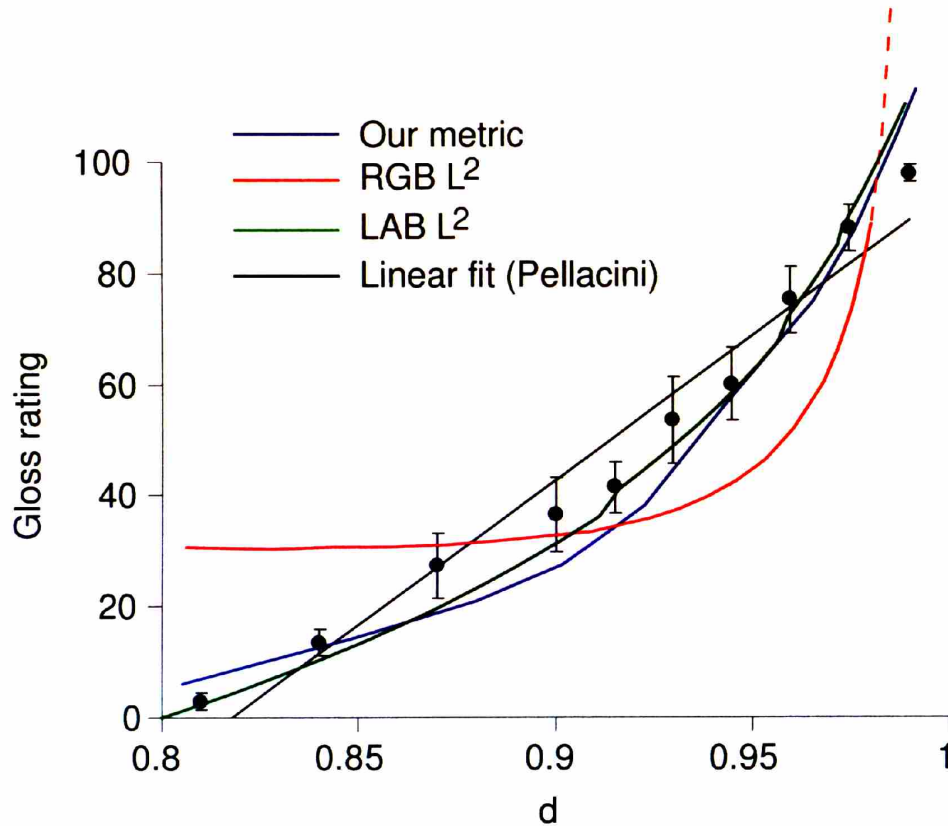 Our metric
RGB L²
LAB L²
Linear fit (Pellacini)
100
80
60
40
20
0
Gloss rating
0.8
0.85
0.9
0.95
1
d